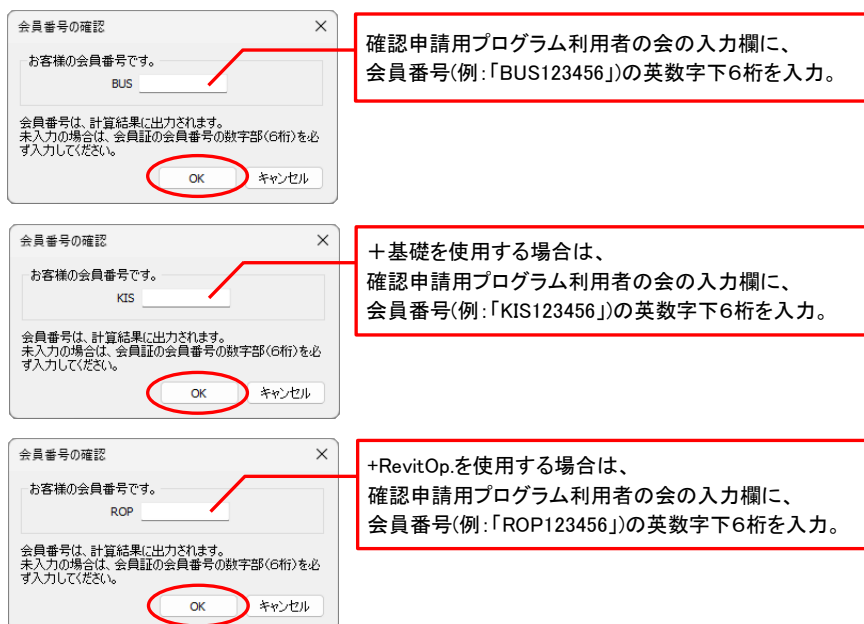 会員番号の確認
お客様の会員番号です。
BUS
会員番号は、計算結果に出力されます。
未入力の場合は、会員証の会員番号の数字部(6桁)を必
ず入力してください。
OK キャンセル
確認申請用プログラム利用者の会の入力欄に、
会員番号(例:「BUS123456」)の英数字下6桁を入力。
会員番号の確認
お客様の会員番号です。
KIS
会員番号は、計算結果に出力されます。
未入力の場合は、会員証の会員番号の数字部(6桁)を必
ず入力してください。
OK キャンセル
＋基礎を使用する場合は、
確認申請用プログラム利用者の会の入力欄に、
会員番号(例:「KIS123456」)の英数字下6桁を入力。
会員番号の確認
お客様の会員番号です。
ROP
会員番号は、計算結果に出力されます。
未入力の場合は、会員証の会員番号の数字部(6桁)を必
ず入力してください。
OK キャンセル
+RevitOp.を使用する場合は、
確認申請用プログラム利用者の会の入力欄に、
会員番号(例:「ROP123456」)の英数字下6桁を入力。